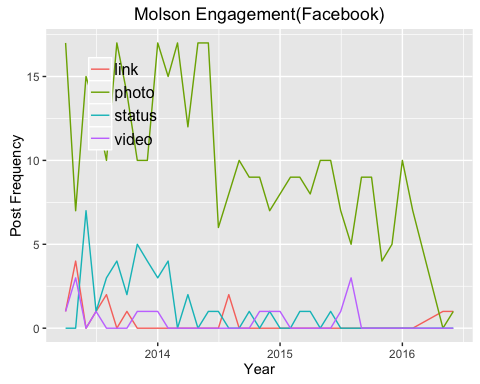 Molson Engagement(Facebook)
Post Frequency
15
10
5
0
link
photo
status
video
2014
2015
2016
Year